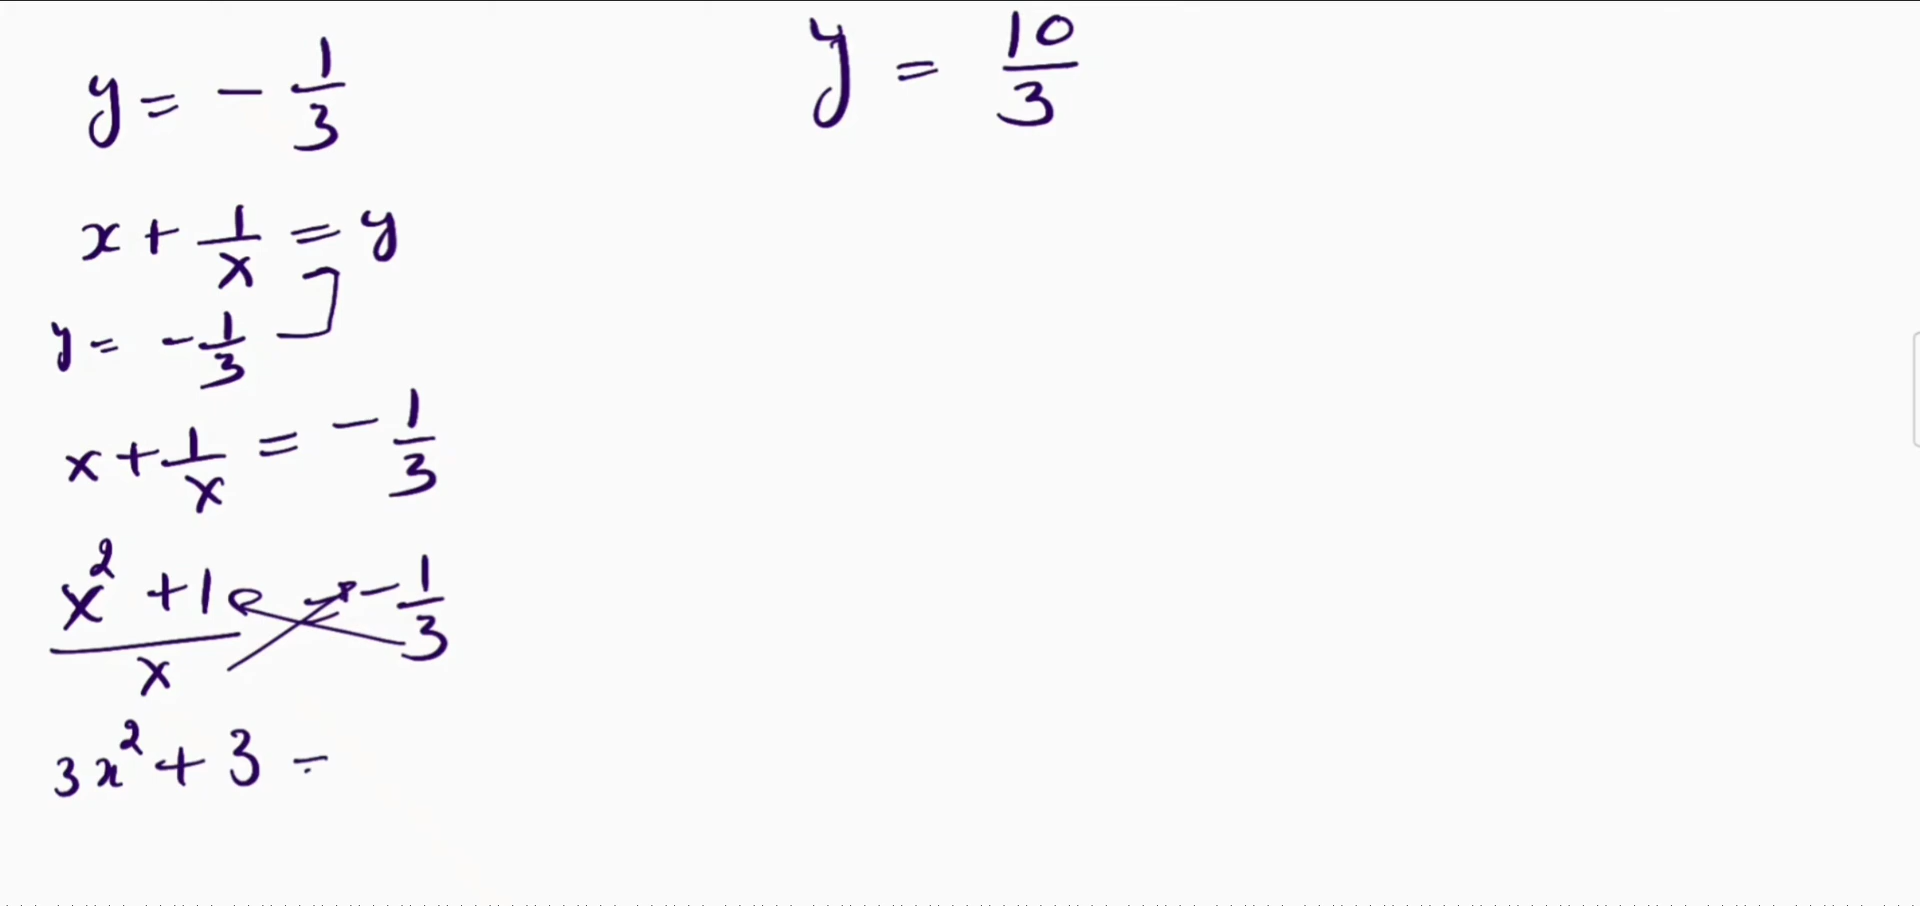 y = - 1/3
y = 10/3
x + 1/x = y
y = - 1/3
x + 1/x = - 1/3
x² + 1/x = - 1/3
3x² + 3 =